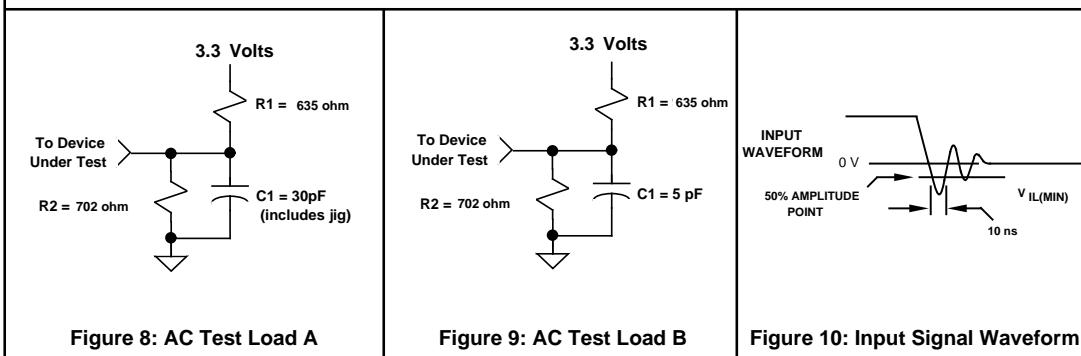 3.3 Volts
R1 = 635 ohm
To Device
Under Test
R2 = 702 ohm
C1 = 30pF
(includes jig)
Figure 8: AC Test Load A
3.3 Volts
R1 = 635 ohm
To Device
Under Test
R2 = 702 ohm
C1 = 5 pF
Figure 9: AC Test Load B
INPUT
WAVEFORM
0 V
50% AMPLITUDE
POINT
V IL(MIN)
10 ns
Figure 10: Input Signal Waveform